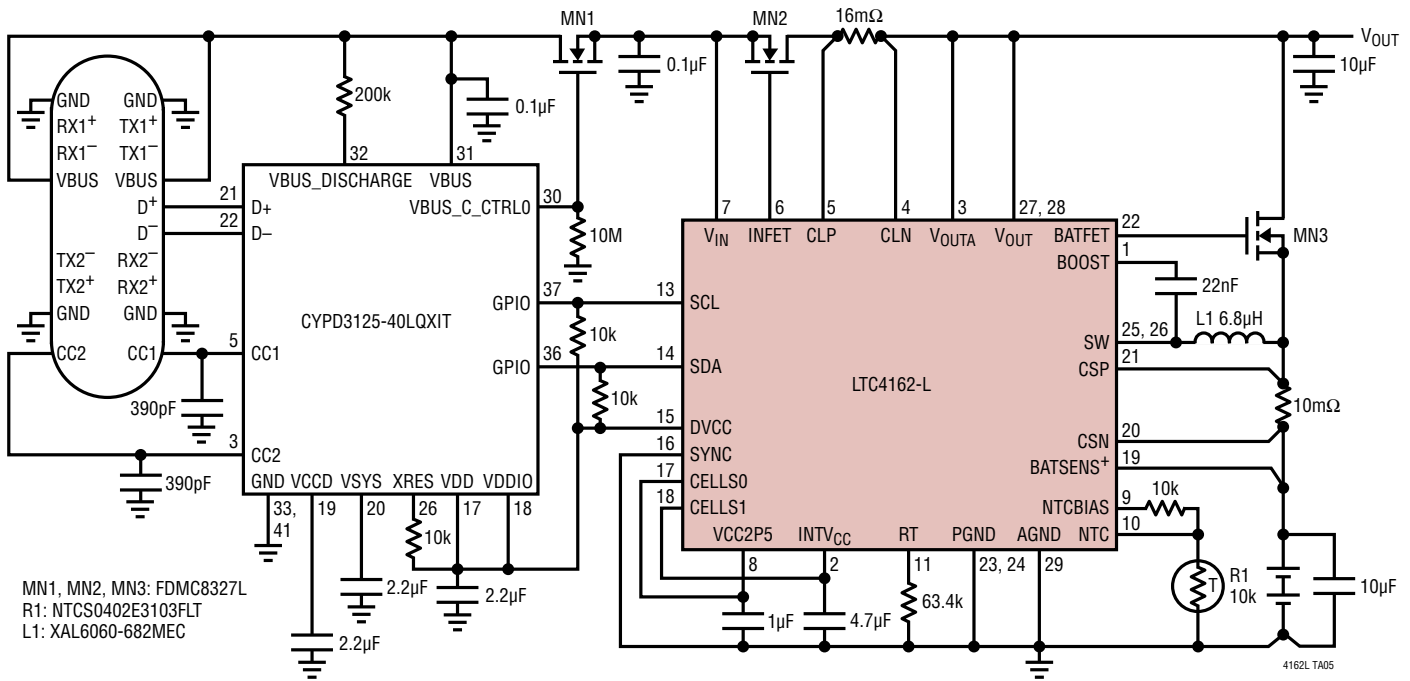 MN1 MN2 16mΩ
VOUT
0.1µF 10µF
200k 0.1µF
GND GND
RX1+ TX1+
RX1– TX1–
VBUS VBUS
D+
D–
TX2– RX2–
TX2+ RX2+
GND GND
CC2 CC1
390pF
390pF
32 31
VBUS_DISCHARGE VBUS
21 D+
22 D–
30 VBUS_C_CTRL0
10M
37 GPIO
10k
36 GPIO
10k
CYPD3125-40LQXIT
5 CC1
3 CC2
GND VCCD VSYS XRES VDD VDDIO
33, 41 19 20 26 17 18
10k
2.2µF 2.2µF
2.2µF
7 6 5 4 3 27, 28
VIN INFET CLP CLN VOUTA VOUT
22 BATFET
MN3
1 BOOST
22nF
13 SCL
L1 6.8µH
25, 26 SW
14 SDA
21 CSP
LTC4162-L
10mΩ
15 DVCC
20 CSN
16 SYNC
19 BATSENS+
17 CELLS0
18 CELLS1
9 NTCBIAS
10k
10 NTC
VCC2P5 INTVCC RT PGND AGND
8 2 11 23, 24 29
1µF 4.7µF 63.4k
T R1
10k
10µF
MN1, MN2, MN3: FDMC8327L
R1: NTCS0402E3103FLT
L1: XAL6060-682MEC
4162L TA05